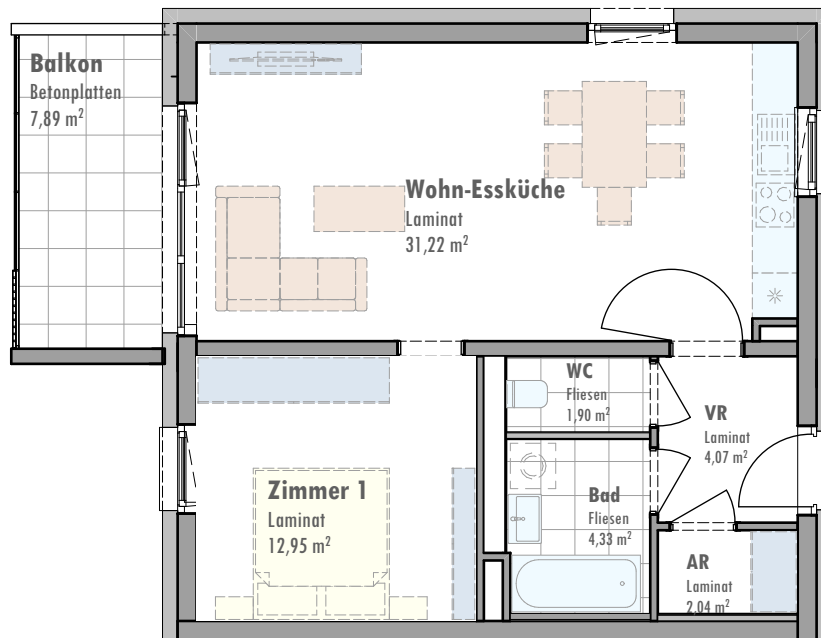 Balkon
Betonplatten
7,89 m²
Wohn-Essküche
Laminat
31,22 m²
WC
Fliesen
1,90 m²
VR
Laminat
4,07 m²
Zimmer 1
Laminat
12,95 m²
Bad
Fliesen
4,33 m²
AR
Laminat
2,04 m²